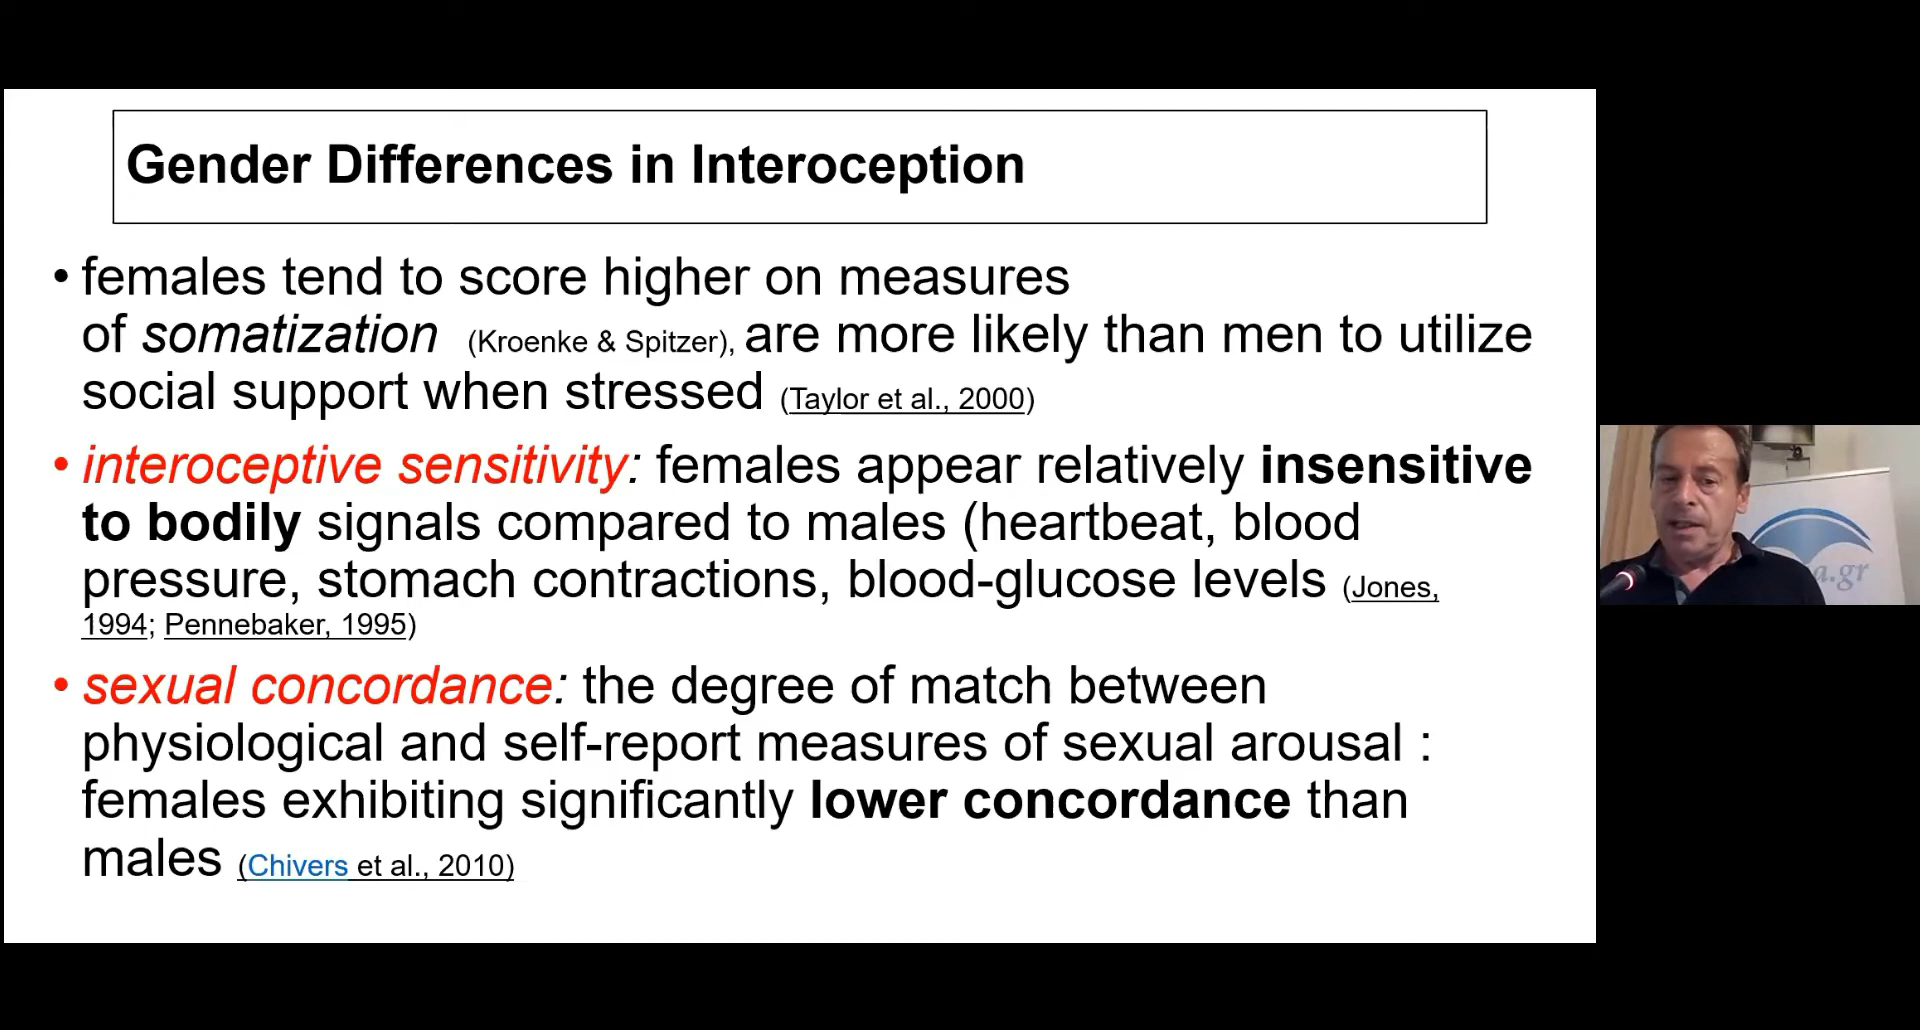 Gender Differences in Interoception
• females tend to score higher on measures
of somatization (Kroenke & Spitzer), are more likely than men to utilize
social support when stressed (Taylor et al., 2000)
• interoceptive sensitivity: females appear relatively insensitive
to bodily signals compared to males (heartbeat, blood
pressure, stomach contractions, blood-glucose levels (Jones,
1994; Pennebaker, 1995)
• sexual concordance: the degree of match between
physiological and self-report measures of sexual arousal :
females exhibiting significantly lower concordance than
males (Chivers et al., 2010)
a.gr